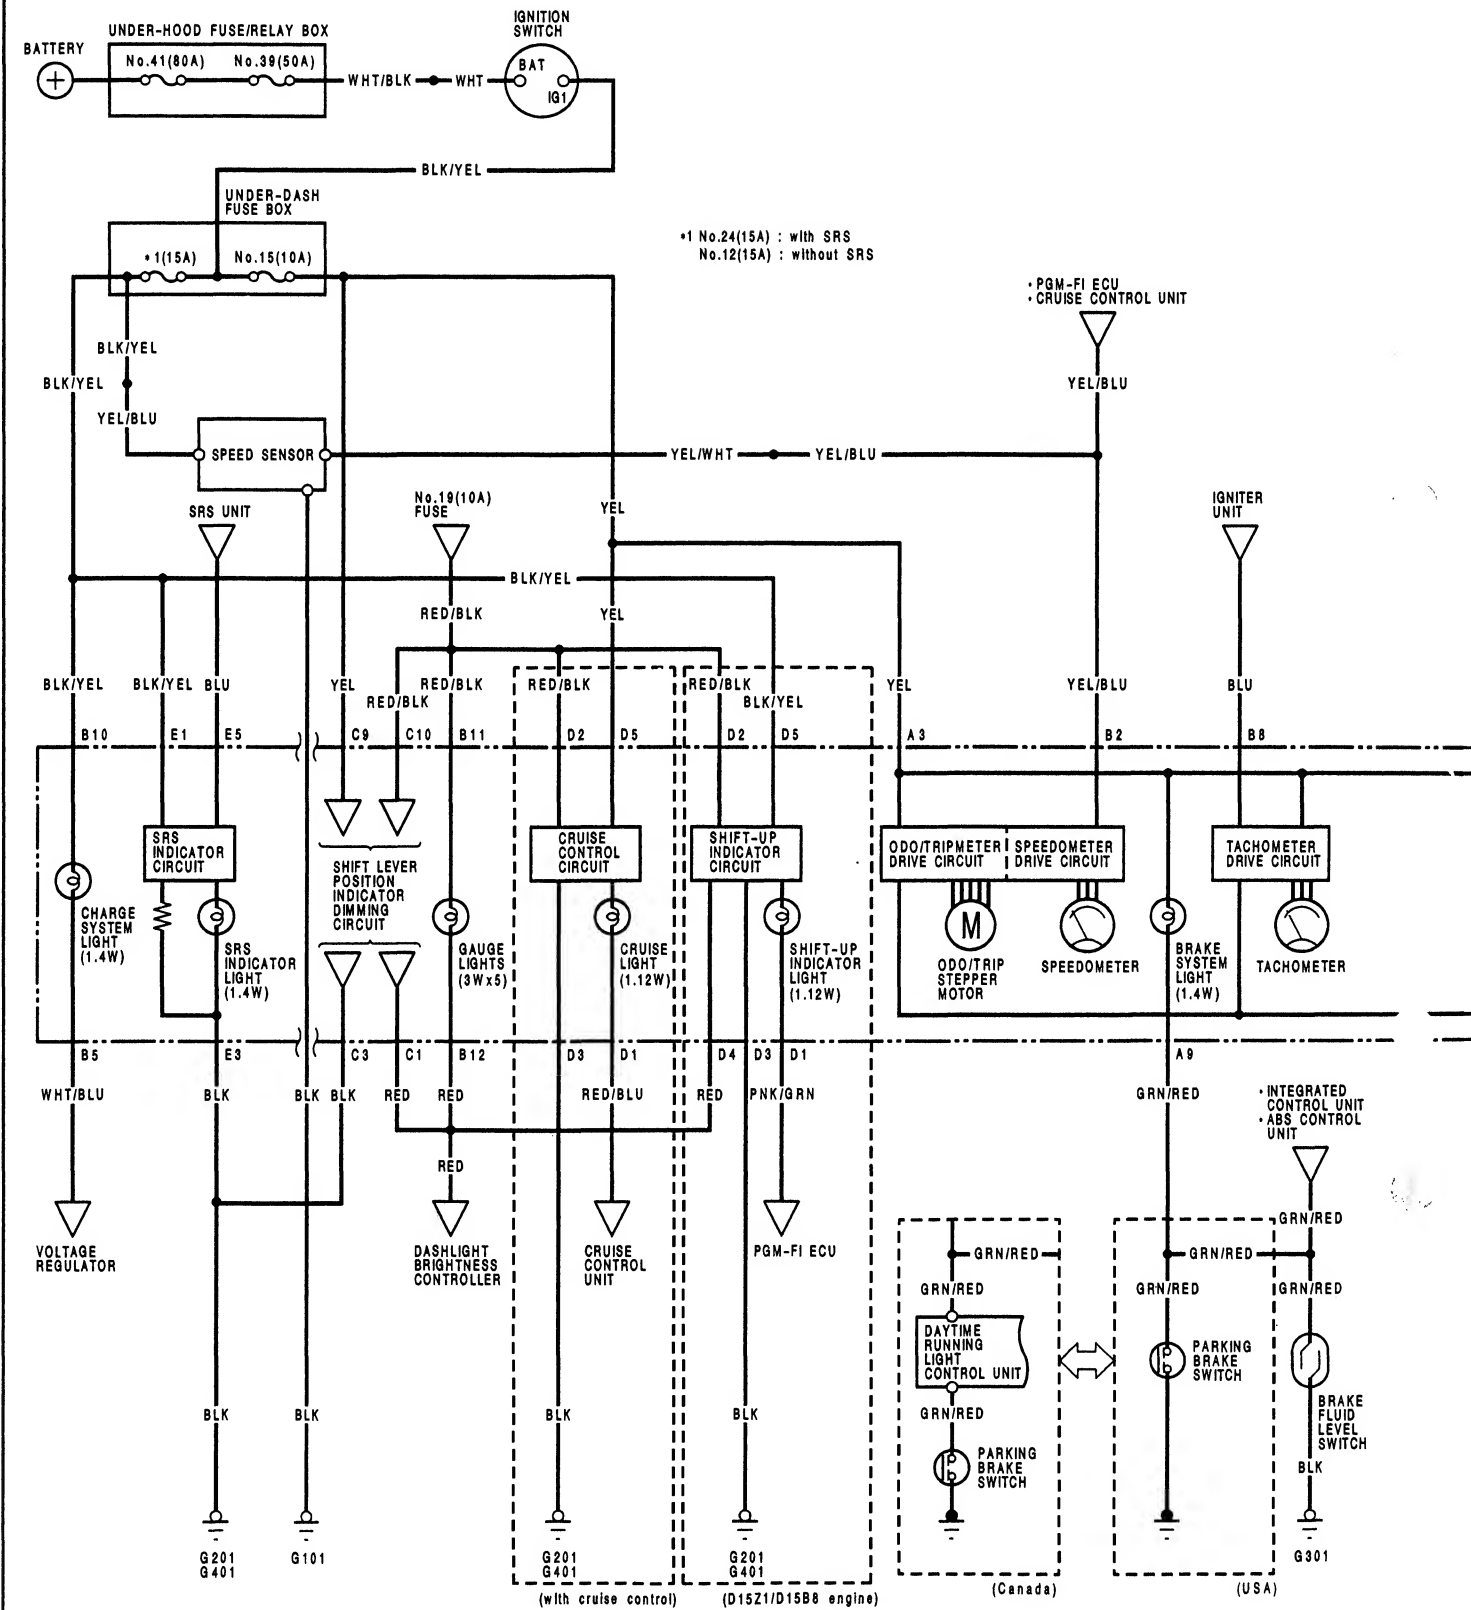 IGNITION
SWITCH
UNDER-HOOD FUSE/RELAY BOX
BATTERY
No.41(80A)
No.39(50A)
BAT
IG1
WHT/BLK
WHT
BLK/YEL
UNDER-DASH
FUSE BOX
*1(15A)
No.15(10A)
*1 No.24(15A) : with SRS
No.12(15A) : without SRS
• PGM-FI ECU
• CRUISE CONTROL UNIT
BLK/YEL
BLK/YEL
YEL/BLU
YEL/BLU
SPEED SENSOR
YEL/WHT
YEL/BLU
SRS UNIT
No.19(10A)
FUSE
YEL
IGNITER
UNIT
BLK/YEL
RED/BLK
YEL
BLK/YEL
BLK/YEL
BLU
YEL
RED/BLK
RED/BLK
RED/BLK
RED/BLK
BLK/YEL
YEL
YEL/BLU
BLU
B10
E1
E5
C9
C10
B11
D2
D5
D2
D5
A3
B2
B8
SRS
INDICATOR
CIRCUIT
CRUISE
CONTROL
CIRCUIT
SHIFT-UP
INDICATOR
CIRCUIT
ODO/TRIPMETER
DRIVE CIRCUIT
SPEEDOMETER
DRIVE CIRCUIT
TACHOMETER
DRIVE CIRCUIT
SHIFT LEVER
POSITION
INDICATOR
DIMMING
CIRCUIT
CHARGE
SYSTEM
LIGHT
(1.4W)
SRS
INDICATOR
LIGHT
(1.4W)
GAUGE
LIGHTS
(3Wx5)
CRUISE
LIGHT
(1.12W)
SHIFT-UP
INDICATOR
LIGHT
(1.12W)
M
ODO/TRIP
STEPPER
MOTOR
SPEEDOMETER
BRAKE
SYSTEM
LIGHT
(1.4W)
TACHOMETER
B5
E3
C3
C1
B12
D3
D1
D4
D3
D1
A9
WHT/BLU
BLK
BLK
BLK
RED
RED
RED/BLU
RED
PNK/GRN
GRN/RED
• INTEGRATED
CONTROL UNIT
• ABS CONTROL
UNIT
RED
GRN/RED
VOLTAGE
REGULATOR
DASHLIGHT
BRIGHTNESS
CONTROLLER
CRUISE
CONTROL
UNIT
PGM-FI ECU
GRN/RED
GRN/RED
GRN/RED
GRN/RED
GRN/RED
DAYTIME
RUNNING
LIGHT
CONTROL UNIT
PARKING
BRAKE
SWITCH
BRAKE
FLUID
LEVEL
SWITCH
BLK
BLK
BLK
BLK
GRN/RED
PARKING
BRAKE
SWITCH
BLK
G201
G401
G101
G201
G401
G201
G401
G301
(with cruise control)
(D15Z1/D15B8 engine)
(Canada)
(USA)